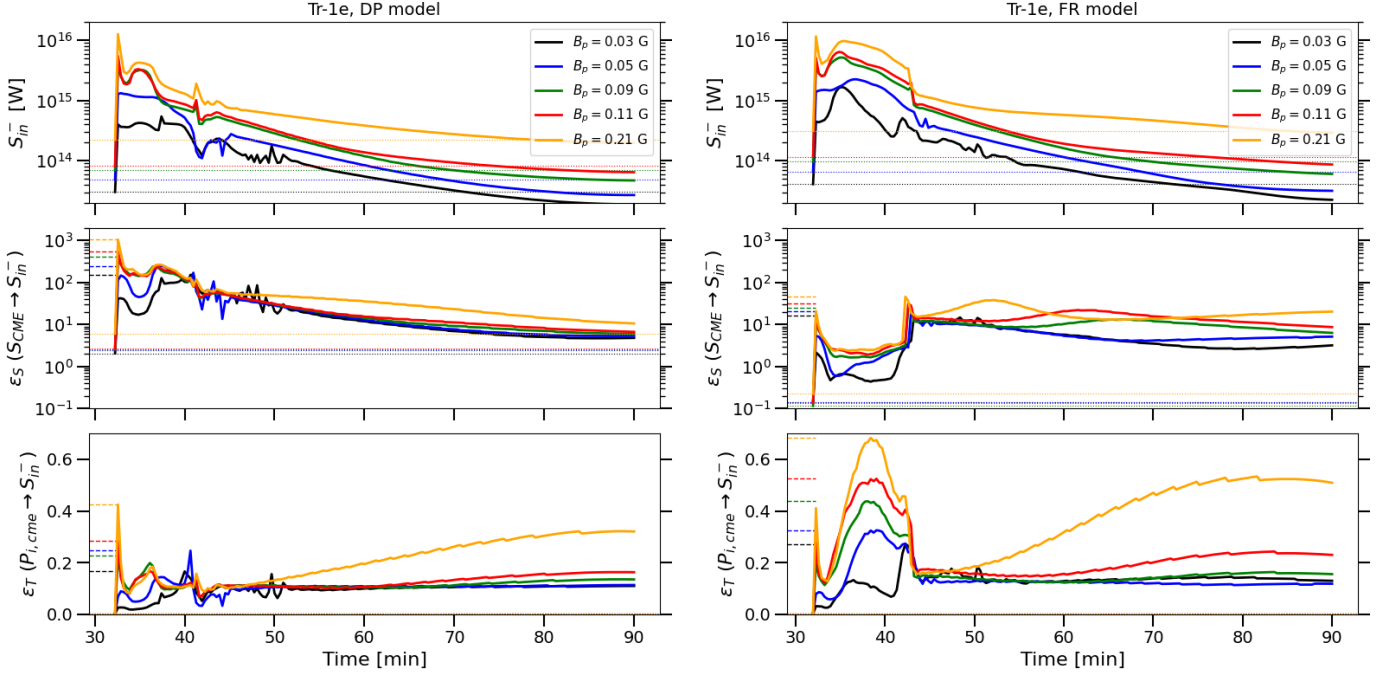 Tr-1e, DP model
S_in^- [W]
10^16
10^15
10^14
B_p = 0.03 G
B_p = 0.05 G
B_p = 0.09 G
B_p = 0.11 G
B_p = 0.21 G
ε_S (S_CME → S_in^-)
10^3
10^2
10^1
10^0
10^-1
ε_T (P_i,cme → S_in^-)
0.6
0.4
0.2
0.0
30 40 50 60 70 80 90
Time [min]
Tr-1e, FR model
S_in^- [W]
10^16
10^15
10^14
B_p = 0.03 G
B_p = 0.05 G
B_p = 0.09 G
B_p = 0.11 G
B_p = 0.21 G
ε_S (S_CME → S_in^-)
10^3
10^2
10^1
10^0
10^-1
ε_T (P_i,cme → S_in^-)
0.6
0.4
0.2
0.0
30 40 50 60 70 80 90
Time [min]